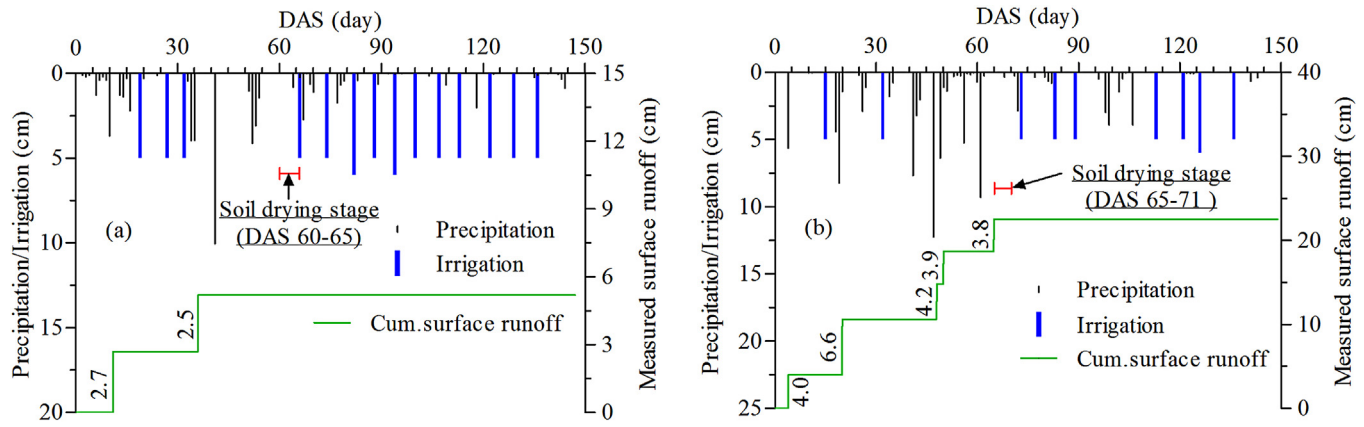 DAS (day)
0 30 60 90 120 150
Precipitation/Irrigation (cm)
0
5
10
15
20
15
12
9
6
3
0
Measured surface runoff (cm)
Soil drying stage
(DAS 60-65)
(a)
Precipitation
Irrigation
Cum.surface runoff
2.5
2.7
DAS (day)
0 30 60 90 120 150
Precipitation/Irrigation (cm)
0
5
10
15
20
25
40
30
20
10
0
Measured surface runoff (cm)
Soil drying stage
(DAS 65-71 )
(b)
3.8
3.9
4.2
6.6
4.0
Precipitation
Irrigation
Cum.surface runoff